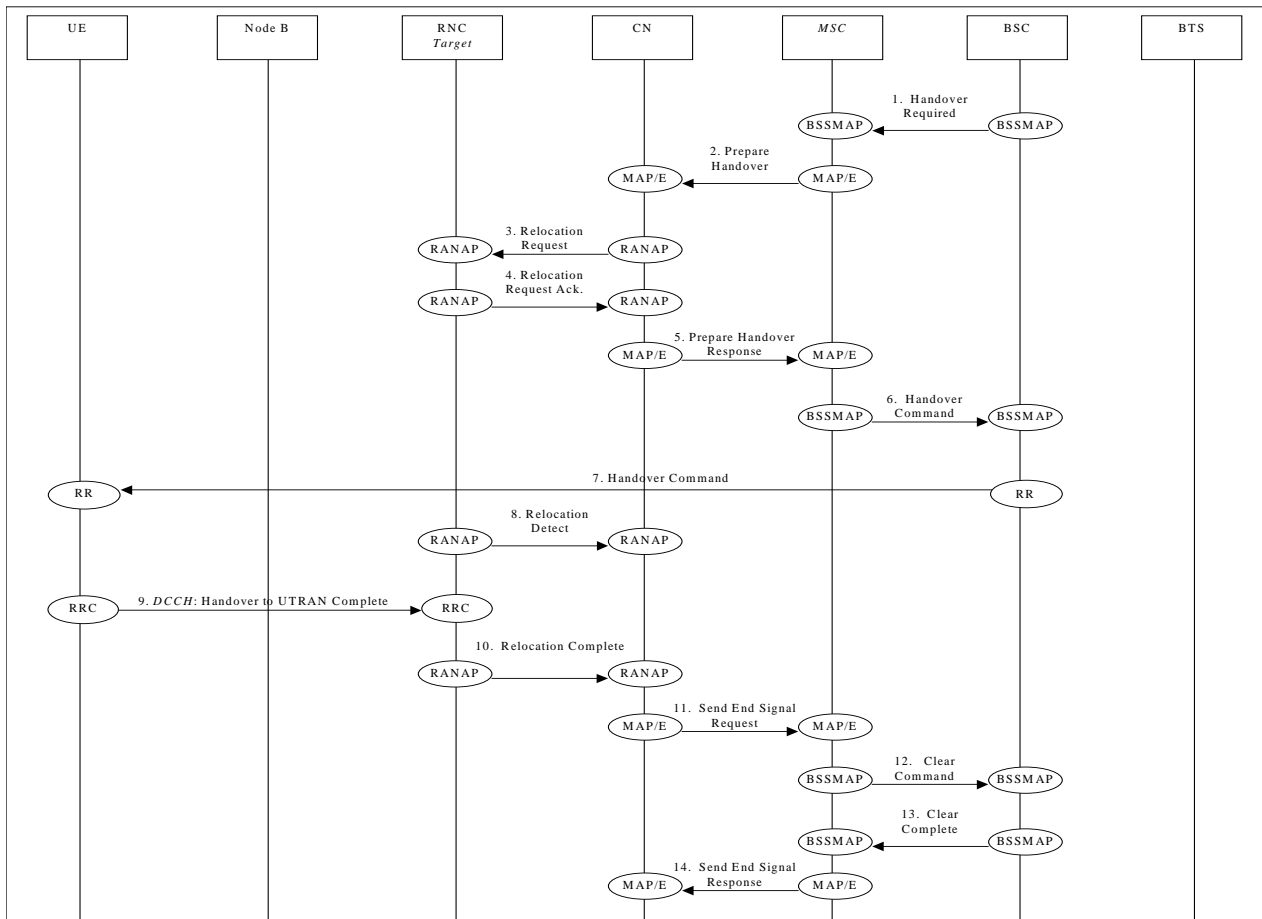 UE
Node B
RNC
Target
CN
MSC
BSC
BTS
1. Handover
Required
BSSMAP
BSSMAP
2. Prepare
Handover
MAP/E
MAP/E
3. Relocation
Request
RANAP
RANAP
4. Relocation
Request Ack.
RANAP
RANAP
5. Prepare Handover
Response
MAP/E
MAP/E
6. Handover
Command
BSSMAP
BSSMAP
7. Handover Command
RR
RR
8. Relocation
Detect
RANAP
RANAP
9. DCCH: Handover to UTRAN Complete
RRC
RRC
10. Relocation Complete
RANAP
RANAP
11. Send End Signal
Request
MAP/E
MAP/E
12. Clear
Command
BSSMAP
BSSMAP
13. Clear
Complete
BSSMAP
BSSMAP
14. Send End Signal
Response
MAP/E
MAP/E